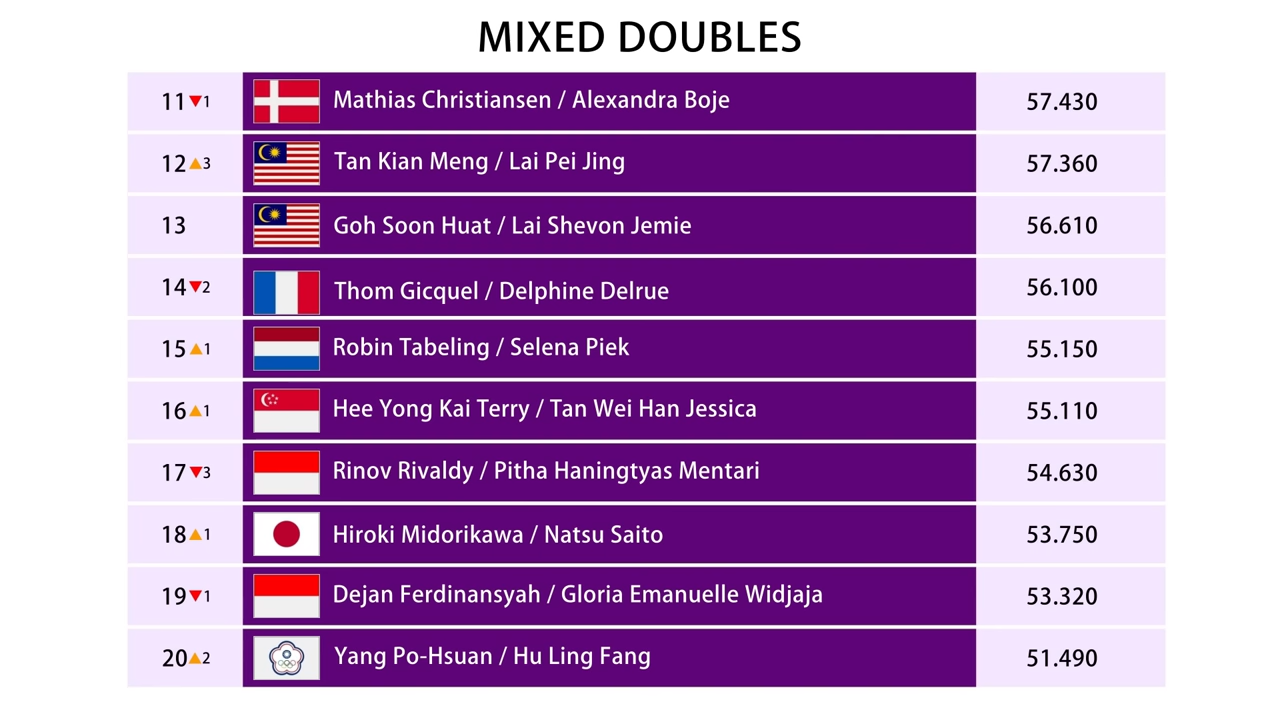 MIXED DOUBLES
11▼1 Mathias Christiansen / Alexandra Boje 57.430
12▲3 Tan Kian Meng / Lai Pei Jing 57.360
13 Goh Soon Huat / Lai Shevon Jemie 56.610
14▼2 Thom Gicquel / Delphine Delrue 56.100
15▲1 Robin Tabeling / Selena Piek 55.150
16▲1 Hee Yong Kai Terry / Tan Wei Han Jessica 55.110
17▼3 Rinov Rivaldy / Pitha Haningtyas Mentari 54.630
18▲1 Hiroki Midorikawa / Natsu Saito 53.750
19▼1 Dejan Ferdinansyah / Gloria Emanuelle Widjaja 53.320
20▲2 Yang Po-Hsuan / Hu Ling Fang 51.490